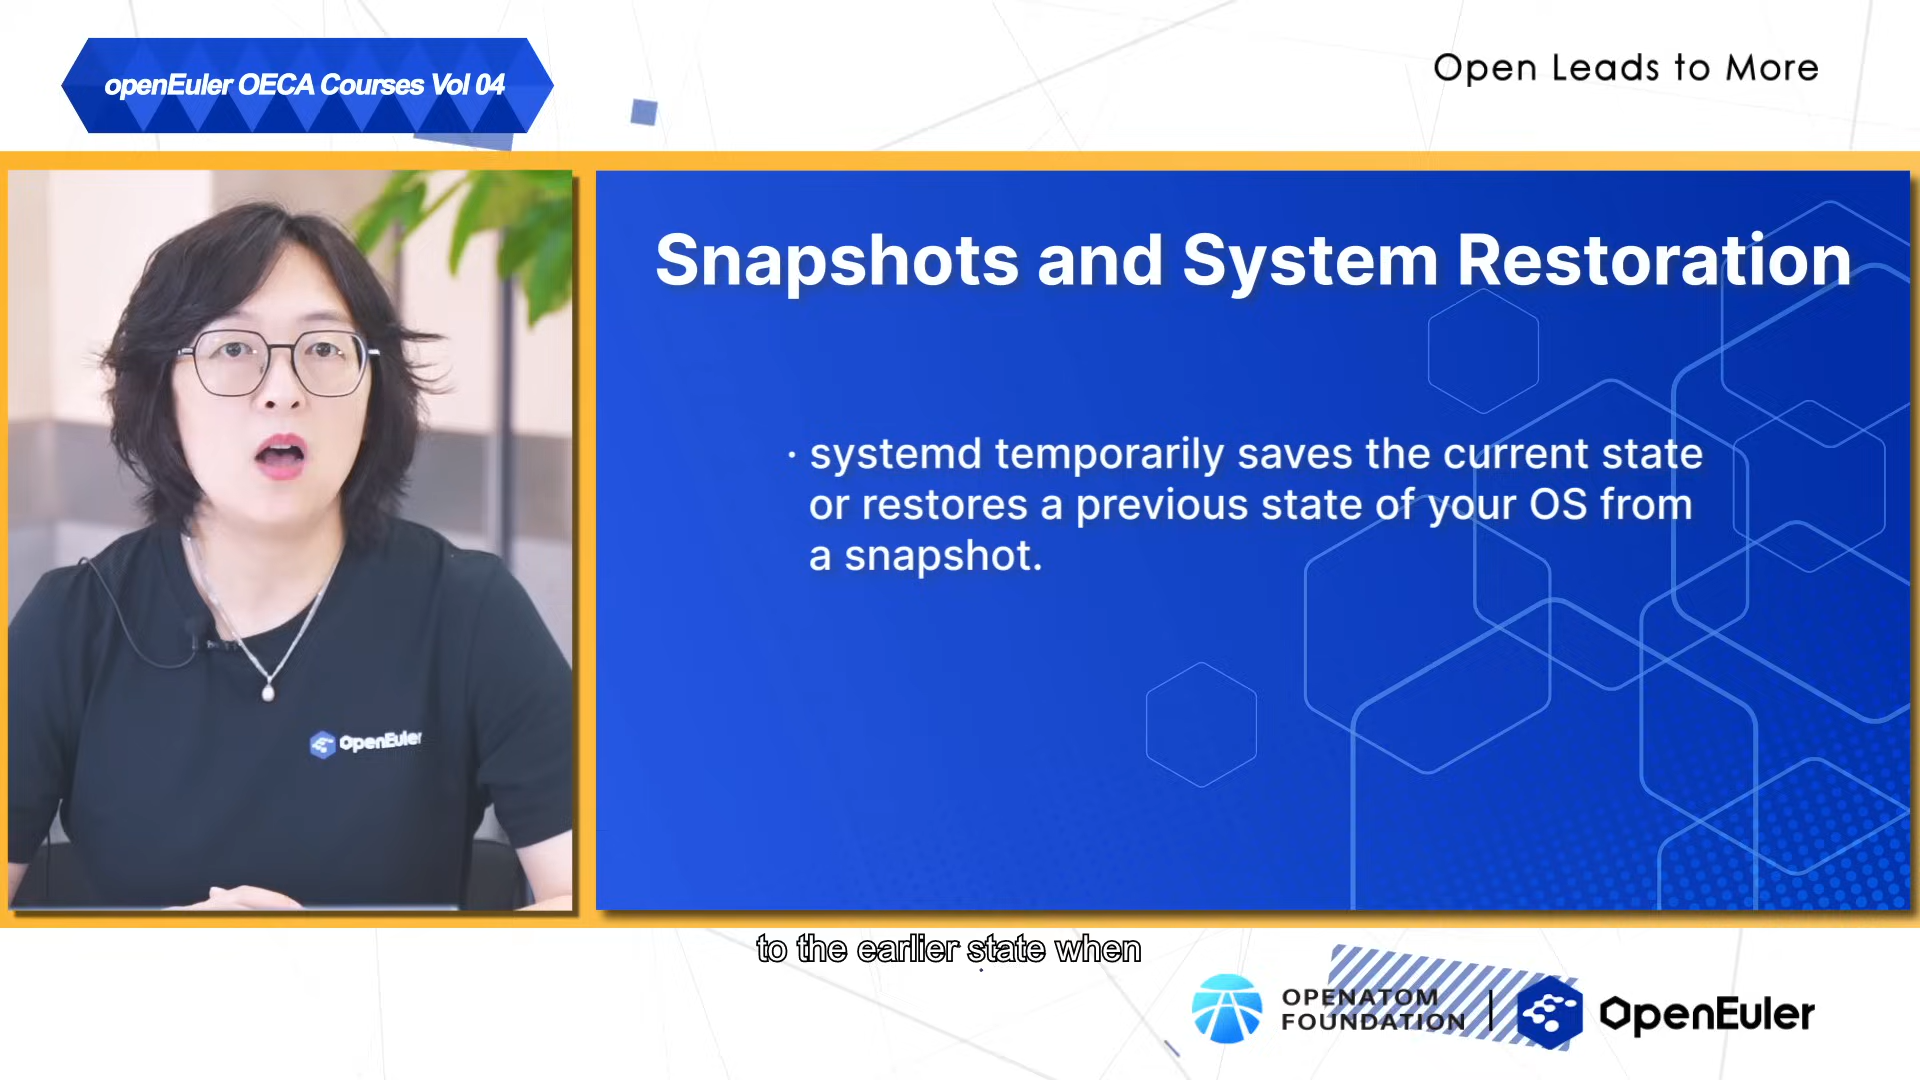 openEuler OECA Courses Vol 04
Open Leads to More
Snapshots and System Restoration
· systemd temporarily saves the current state
or restores a previous state of your OS from
a snapshot.
OpenEuler
to the earlier state when
OPENATOM
FOUNDATION
OpenEuler